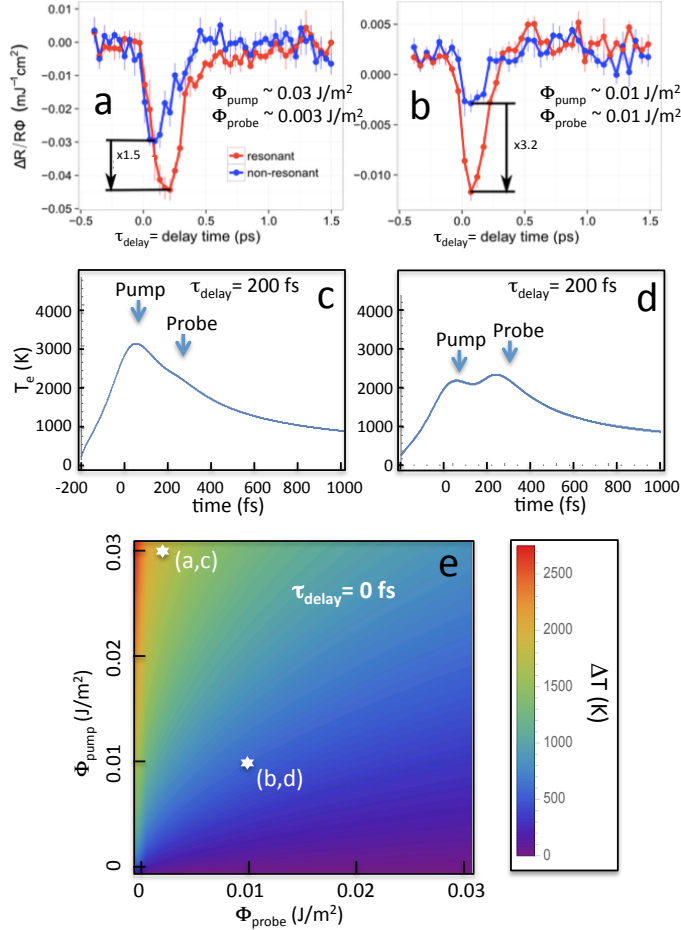 ΔR/RΦ (mJ⁻¹cm²)
0.01
0.00
−0.01
−0.02
−0.03
−0.04
−0.05
a
Φpump ~ 0.03 J/m²
Φprobe ~ 0.003 J/m²
x1.5
resonant
non-resonant
−0.5 0.0 0.5 1.0 1.5
τdelay= delay time (ps)
0.005
0.000
−0.005
−0.010
b
Φpump ~ 0.01 J/m²
Φprobe ~ 0.01 J/m²
x3.2
−0.5 0.0 0.5 1.0 1.5
τdelay= delay time (ps)
Te (K)
4000
3000
2000
1000
0
Pump
τdelay= 200 fs
c
Probe
-200 0 200 400 600 800 1000
time (fs)
4000
3000
2000
1000
0
τdelay= 200 fs
d
Pump
Probe
0 200 400 600 800 1000
time (fs)
Φpump (J/m²)
0.03
0.02
0.01
0
(a,c)
e
τdelay= 0 fs
(b,d)
0 0.01 0.02 0.03
Φprobe (J/m²)
2500
2000
1500
1000
500
0
ΔT (K)